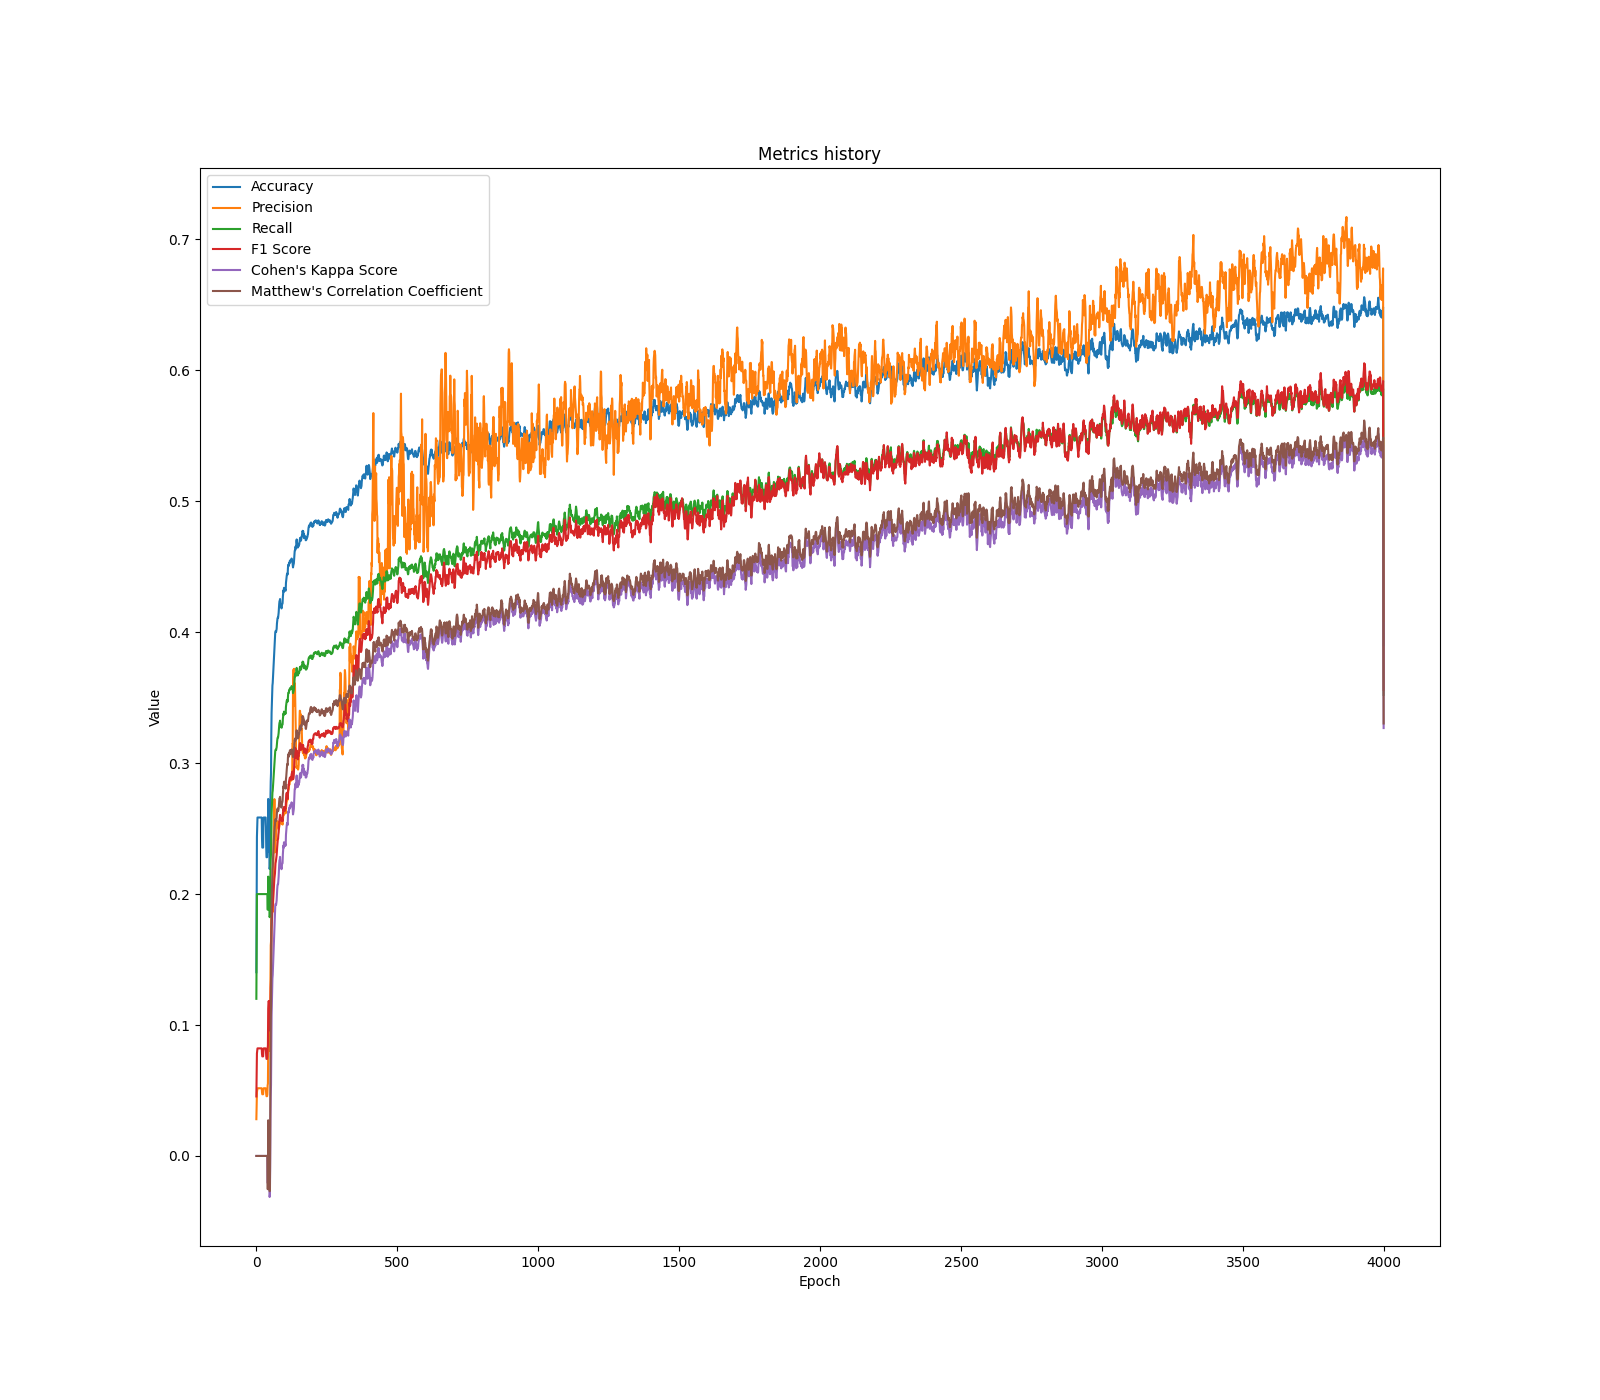 Metrics history
Accuracy
Precision
Recall
F1 Score
Cohen's Kappa Score
Matthew's Correlation Coefficient
Value
0.7
0.6
0.5
0.4
0.3
0.2
0.1
0.0
0 500 1000 1500 2000 2500 3000 3500 4000
Epoch